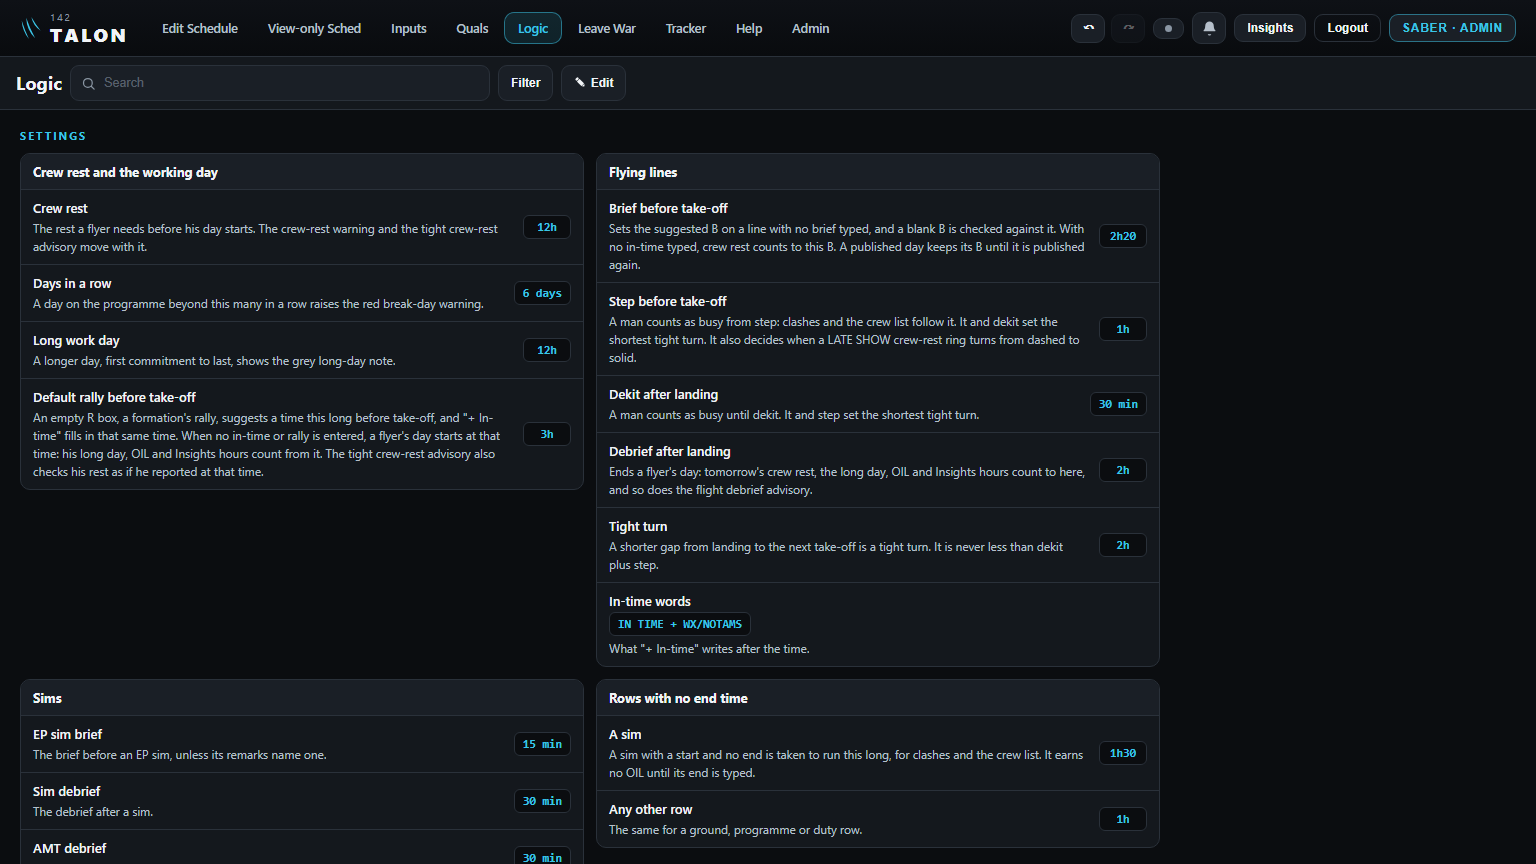 142
TALON
Edit Schedule
View-only Sched
Inputs
Quals
Logic
Leave War
Tracker
Help
Admin
Insights
Logout
SABER · ADMIN
Logic
Search
Filter
Edit
SETTINGS
Crew rest and the working day
Crew rest
The rest a flyer needs before his day starts. The crew-rest warning and the tight crew-rest
advisory move with it.
12h
Days in a row
A day on the programme beyond this many in a row raises the red break-day warning.
6 days
Long work day
A longer day, first commitment to last, shows the grey long-day note.
12h
Default rally before take-off
An empty R box, a formation's rally, suggests a time this long before take-off, and "+ In-
time" fills in that same time. When no in-time or rally is entered, a flyer's day starts at that
time: his long day, OIL and Insights hours count from it. The tight crew-rest advisory also
checks his rest as if he reported at that time.
3h
Flying lines
Brief before take-off
Sets the suggested B on a line with no brief typed, and a blank B is checked against it. With
no in-time typed, crew rest counts to this B. A published day keeps its B until it is published
again.
2h20
Step before take-off
A man counts as busy from step: clashes and the crew list follow it. It and dekit set the
shortest tight turn. It also decides when a LATE SHOW crew-rest ring turns from dashed to
solid.
1h
Dekit after landing
A man counts as busy until dekit. It and step set the shortest tight turn.
30 min
Debrief after landing
Ends a flyer's day: tomorrow's crew rest, the long day, OIL and Insights hours count to here,
and so does the flight debrief advisory.
2h
Tight turn
A shorter gap from landing to the next take-off is a tight turn. It is never less than dekit
plus step.
2h
In-time words
IN TIME + WX/NOTAMS
What "+ In-time" writes after the time.
Sims
EP sim brief
The brief before an EP sim, unless its remarks name one.
15 min
Sim debrief
The debrief after a sim.
30 min
AMT debrief
30 min
Rows with no end time
A sim
A sim with a start and no end is taken to run this long, for clashes and the crew list. It earns
no OIL until its end is typed.
1h30
Any other row
The same for a ground, programme or duty row.
1h